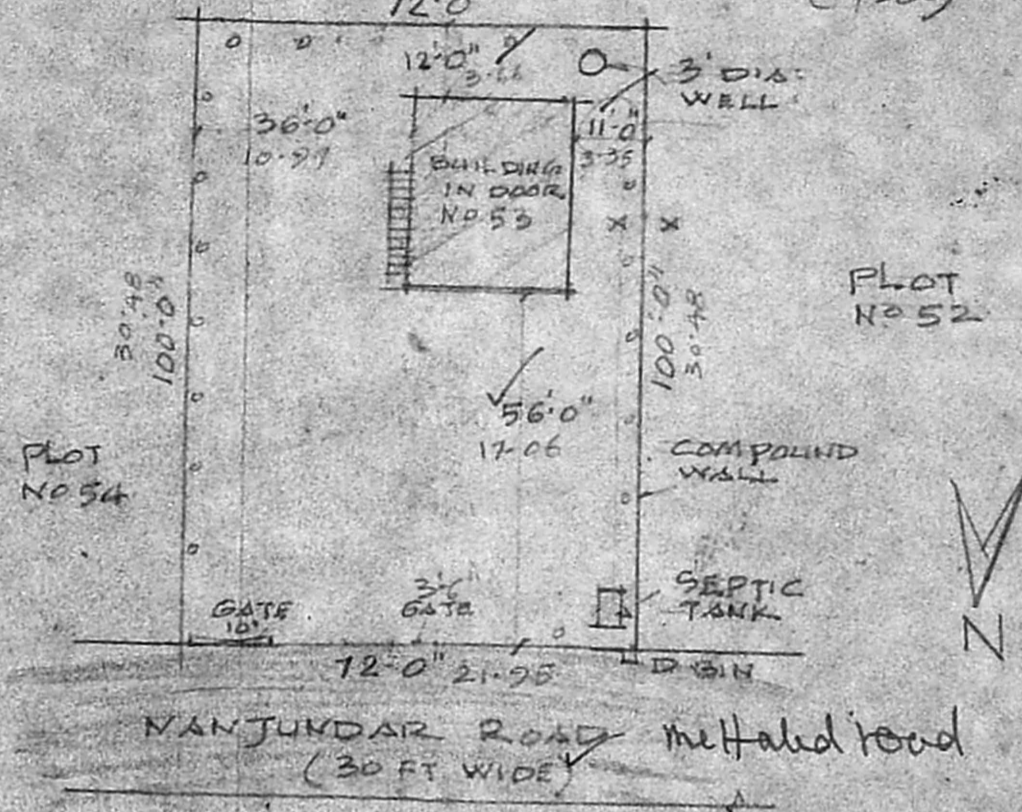 72'0"
12'-0"
3-66
3' DIA:
WELL
36'-0"
10-97
11'-0"
3-35
BUILDING
IN DOOR
No 53
X X
PLOT
No 52
30.48
100'-0"
100'-0"
30.48
56'-0"
17-06
PLOT
No 54
COMPOUND
WALL
SEPTIC
TANK
GATE
10'
3'6"
GATE
N
72'-0" 21-95
D BIN
NANJUNDAR ROAD mettaled road
(30 FT WIDE)